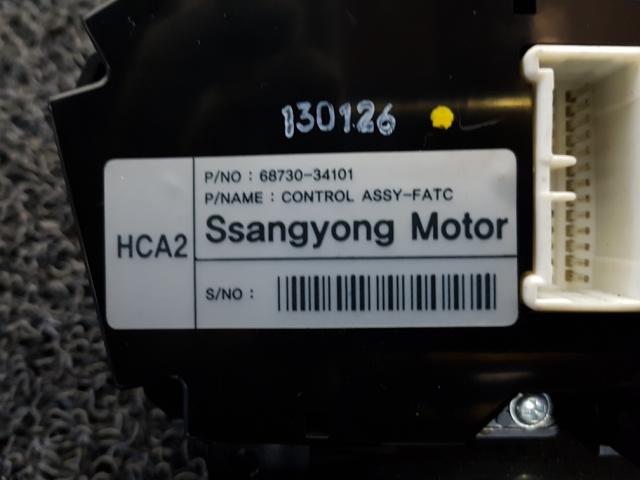 130126
P/NO : 68730-34101
P/NAME : CONTROL ASSY-FATC
HCA2
Ssangyong Motor
S/NO :